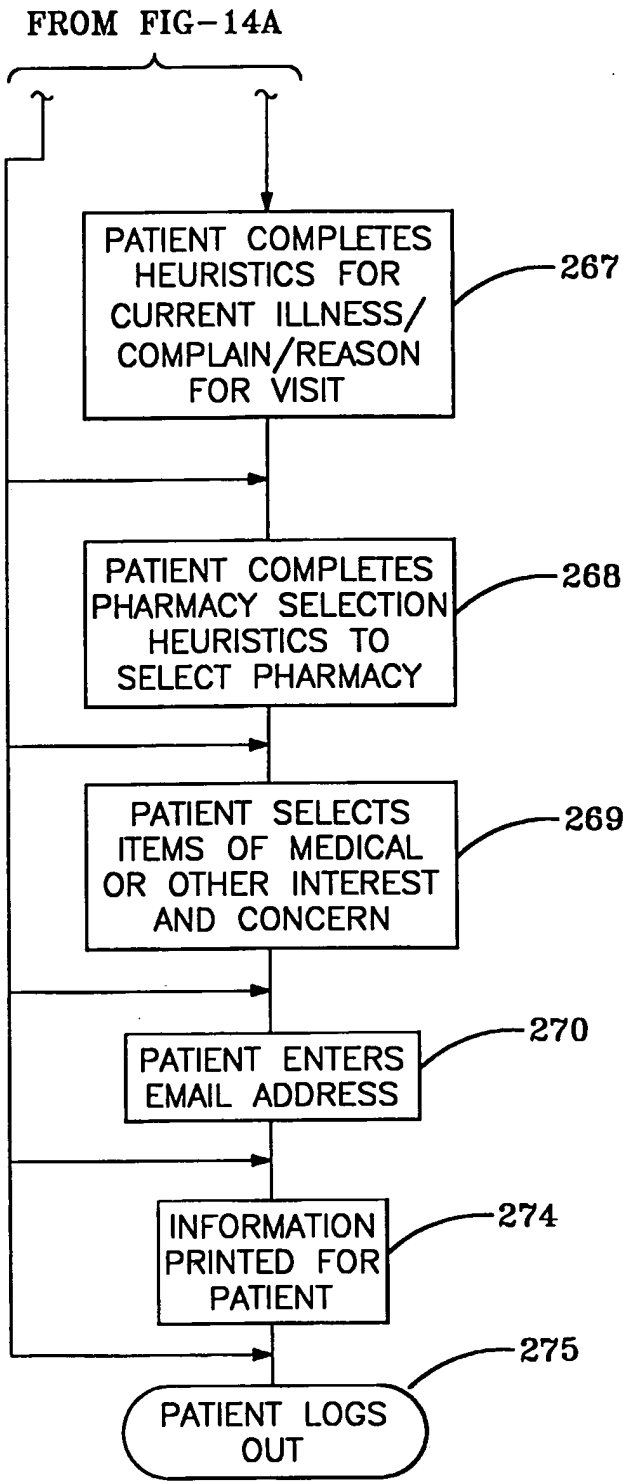 FROM FIG-14A
PATIENT COMPLETES
HEURISTICS FOR
CURRENT ILLNESS/
COMPLAIN/REASON
FOR VISIT
267
PATIENT COMPLETES
PHARMACY SELECTION
HEURISTICS TO
SELECT PHARMACY
268
PATIENT SELECTS
ITEMS OF MEDICAL
OR OTHER INTEREST
AND CONCERN
269
PATIENT ENTERS
EMAIL ADDRESS
270
INFORMATION
PRINTED FOR
PATIENT
274
PATIENT LOGS
OUT
275